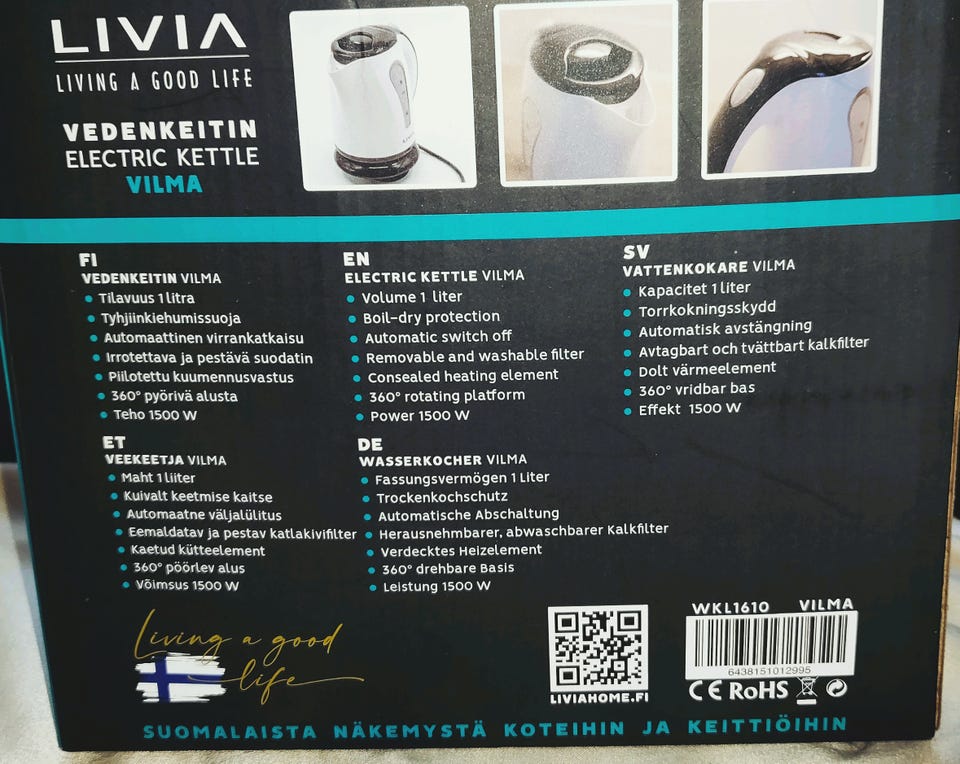 LIVIA
LIVING A GOOD LIFE
VEDENKEITIN
ELECTRIC KETTLE
VILMA
FI
VEDENKEITIN VILMA
Tilavuus 1 litra
Tyhjiinkiehumissuoja
Automaattinen virrankatkaisu
Irrotettava ja pestävä suodatin
Piilotettu kuumennusvastus
360° pyörivä alusta
Teho 1500 W
EN
ELECTRIC KETTLE VILMA
Volume 1 liter
Boil-dry protection
Automatic switch off
Removable and washable filter
Consealed heating element
360° rotating platform
Power 1500 W
SV
VATTENKOKARE VILMA
Kapacitet 1 liter
Torrkokningsskydd
Automatisk avstängning
Avtagbart och tvättbart kalkfilter
Dolt värmeelement
360° vridbar bas
Effekt 1500 W
ET
VEEKEETJA VILMA
Maht 1 liiter
Kuivalt keetmise kaitse
Automaatne väljalülitus
Eemaldatav ja pestav katlakivifilter
Kaetud kütteelement
360° pöörlev alus
Võimsus 1500 W
DE
WASSERKOCHER VILMA
Fassungsvermögen 1 Liter
Trockenkochschutz
Automatische Abschaltung
Herausnehmbarer, abwaschbarer Kalkfilter
Verdecktes Heizelement
360° drehbare Basis
Leistung 1500 W
Living a good
life
LIVIAHOME.FI
WKL1610 VILMA
6438151012995
CE RoHS
SUOMALAISTA NÄKEMYSTÄ KOTEIHIN JA KEITTIÖIHIN